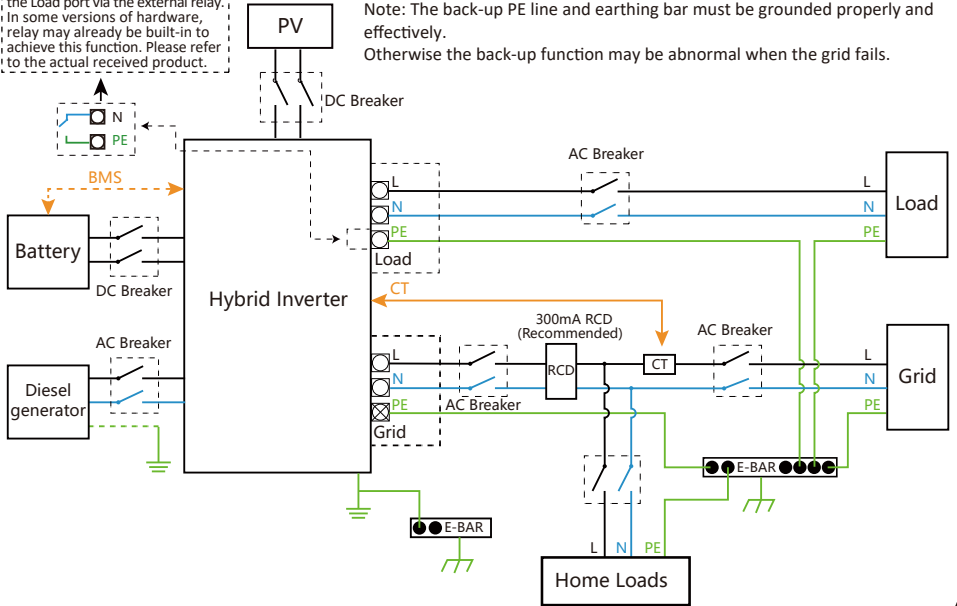 the Load port via the external relay.
In some versions of hardware,
relay may already be built-in to
achieve this function. Please refer
to the actual received product.
Note: The back-up PE line and earthing bar must be grounded properly and
effectively.
Otherwise the back-up function may be abnormal when the grid fails.
PV
DC Breaker
N
PE
BMS
Battery
DC Breaker
AC Breaker
Diesel
generator
Hybrid Inverter
L
N
PE
Load
AC Breaker
L
N
PE
Load
CT
300mA RCD
(Recommended)
AC Breaker
L
N
PE
Grid
AC Breaker
RCD
CT
L
N
PE
Grid
E-BAR
E-BAR
L
N
PE
Home Loads